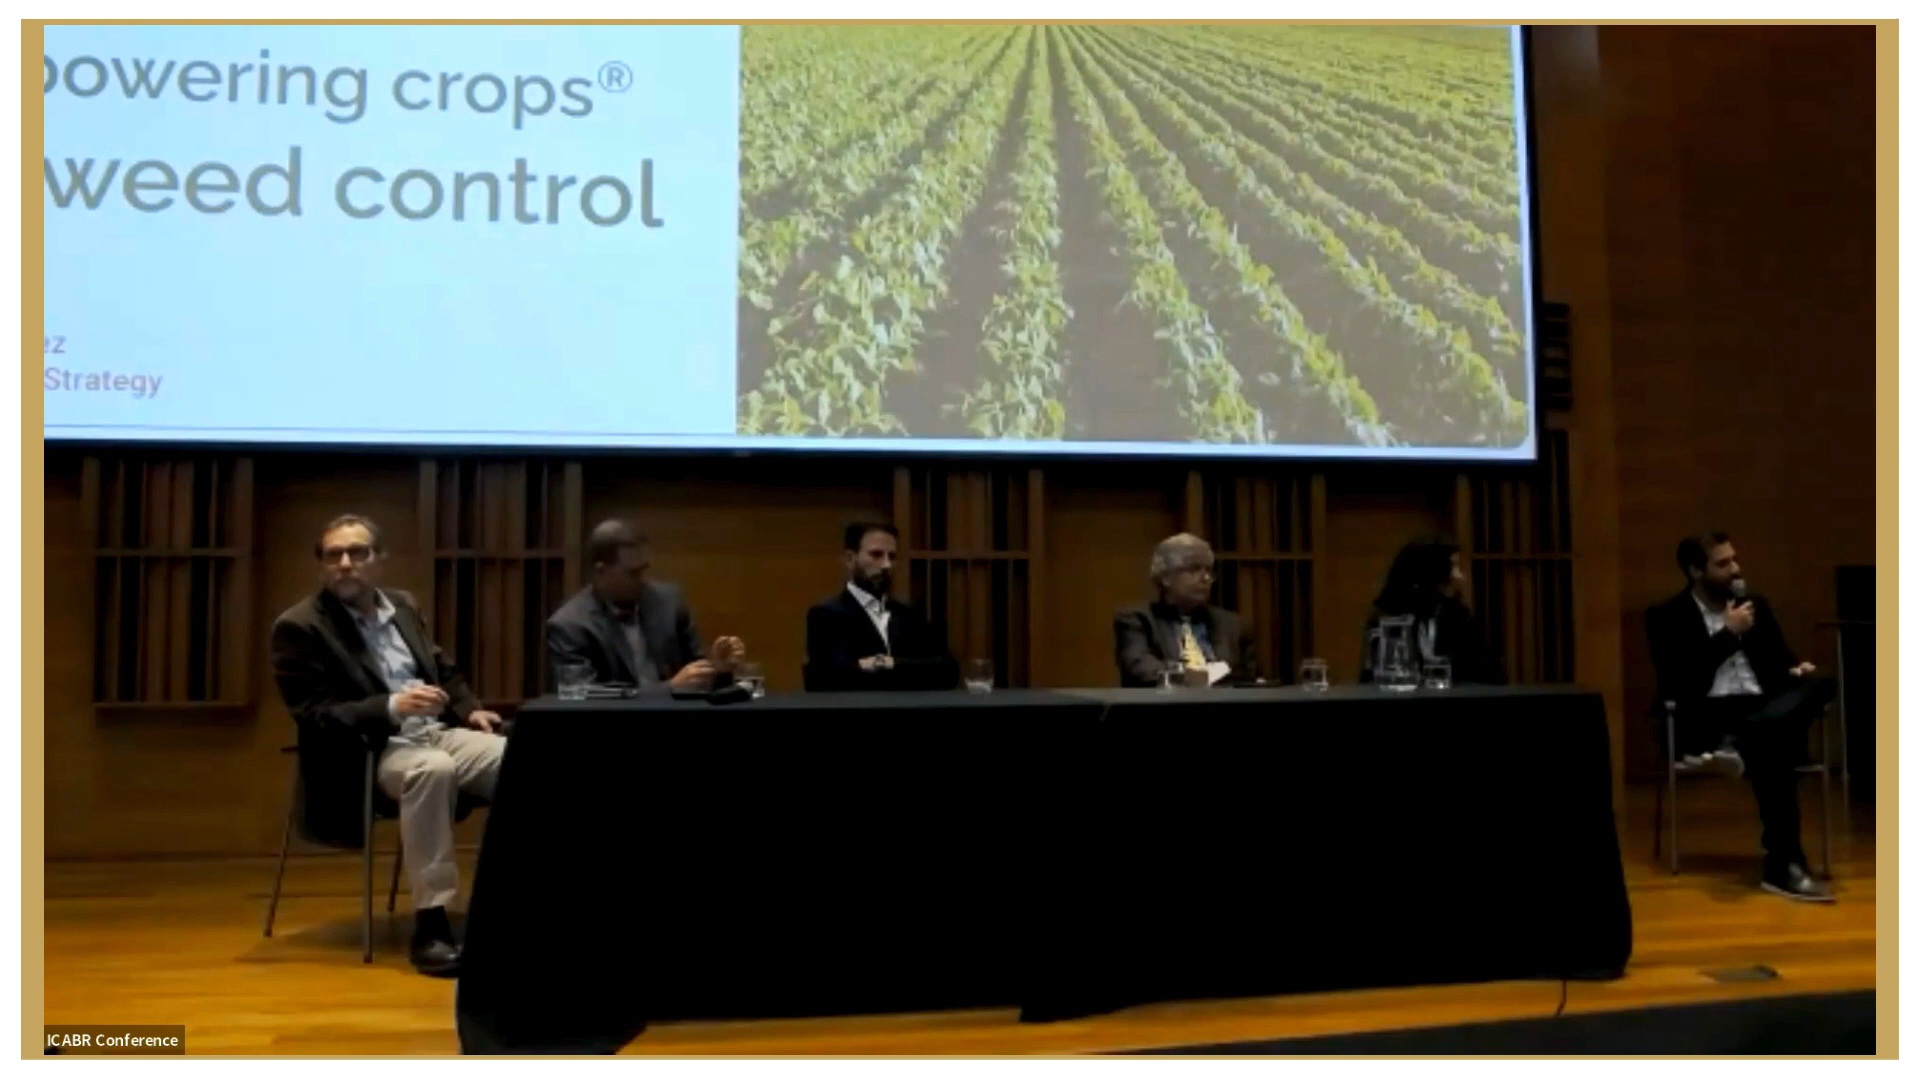 powering crops®
weed control
ez
Strategy
ICABR Conference